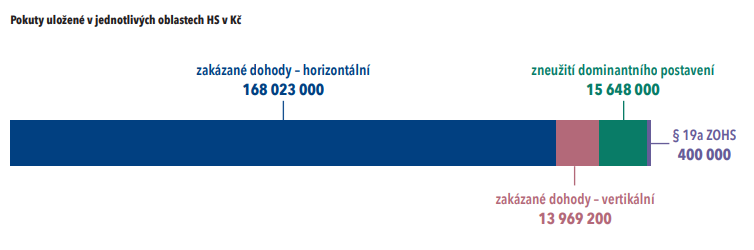 Pokuty uložené v jednotlivých oblastech HS v Kč
zakázané dohody – horizontální
168 023 000
zneužití dominantního postavení
15 648 000
§ 19a ZOHS
400 000
zakázané dohody – vertikální
13 969 200